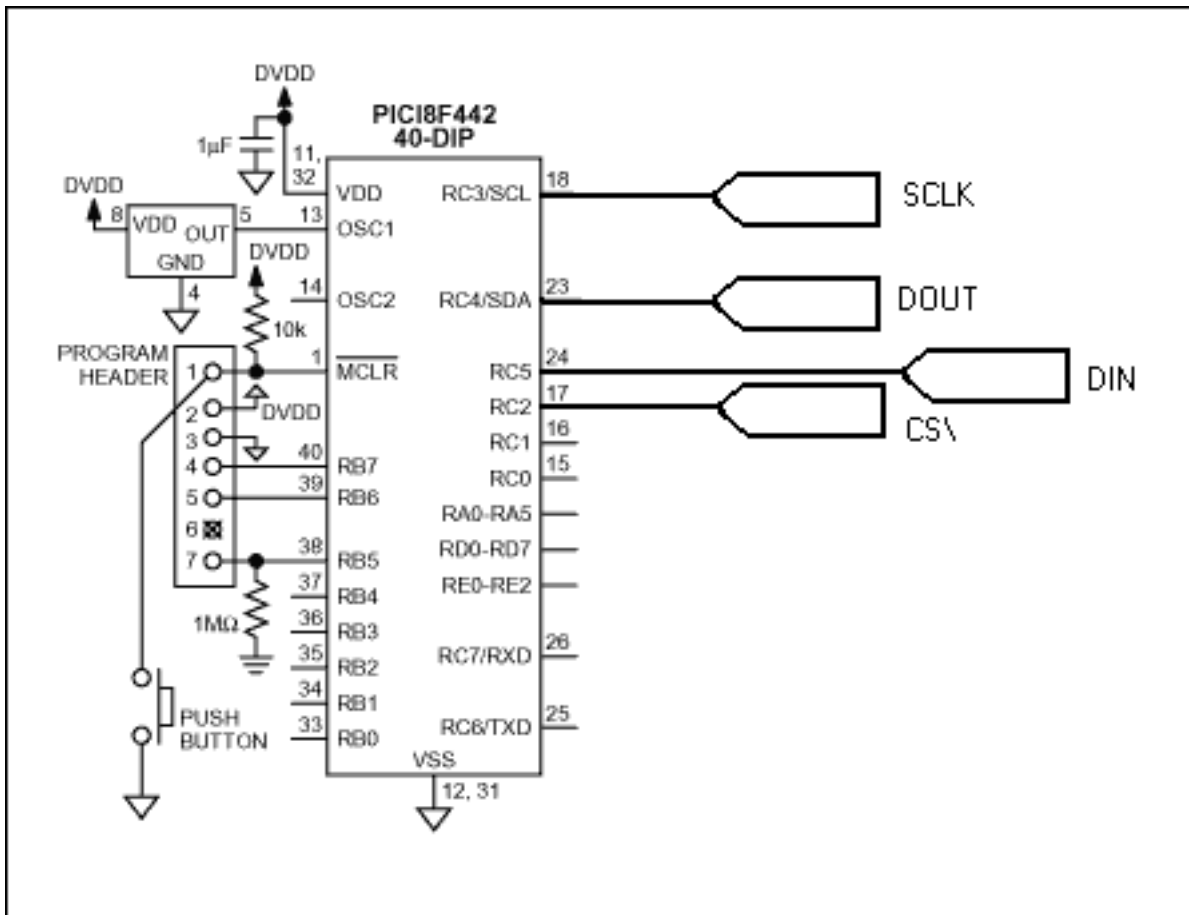 DVDD
PICI8F442
40-DIP
1µF
11,
32
VDD
RC3/SCL
18
SCLK
DVDD
8
VDD
OUT
5
GND
4
13
OSC1
DVDD
10k
14
OSC2
RC4/SDA
23
DOUT
PROGRAM
HEADER
1
2
3
4
5
6
7
1
MCLR
DVDD
RC5
24
DIN
RC2
17
CS\
RC1
16
RC0
15
40
RB7
39
RB6
RA0-RA5
RD0-RD7
RE0-RE2
38
RB5
1MΩ
37
RB4
36
RB3
35
RB2
34
RB1
33
RB0
RC7/RXD
26
RC6/TXD
25
PUSH
BUTTON
VSS
12, 31